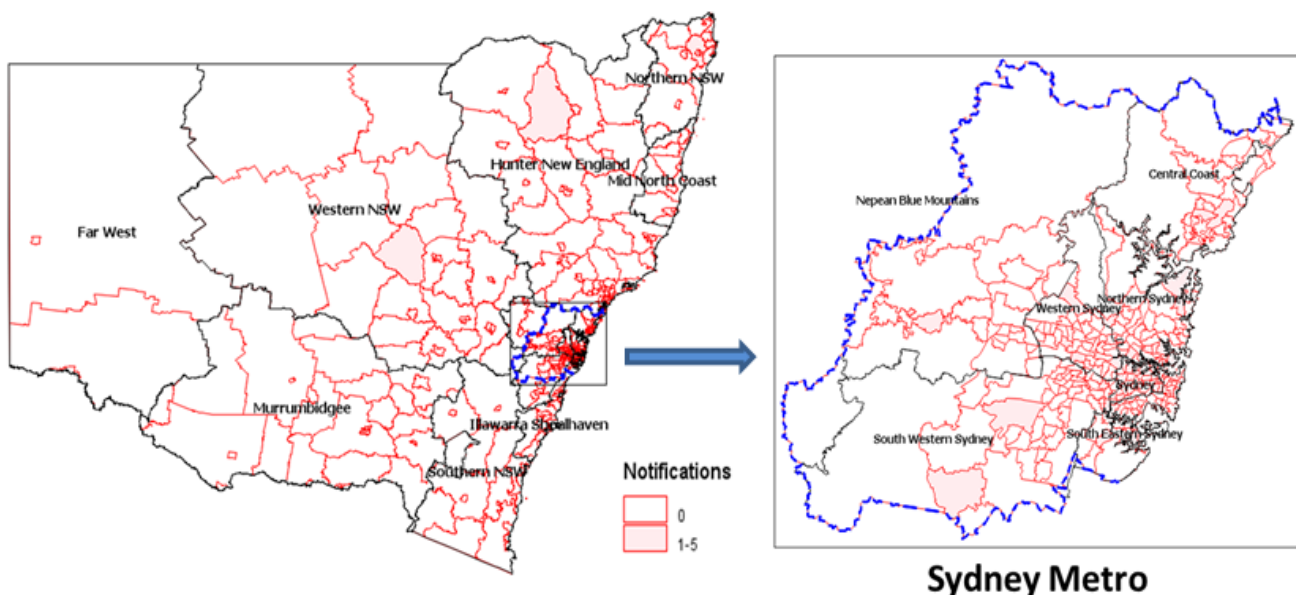 Northern NSW
Hunter New England
Mid North Coast
Western NSW
Far West
Murrumbidgee
Illawarra Shoalhaven
Southern NSW
Notifications
0
1-5
Central Coast
Nepean Blue Mountains
Western Sydney
Northern Sydney
Sydney
South Western Sydney
South Eastern Sydney
Sydney Metro